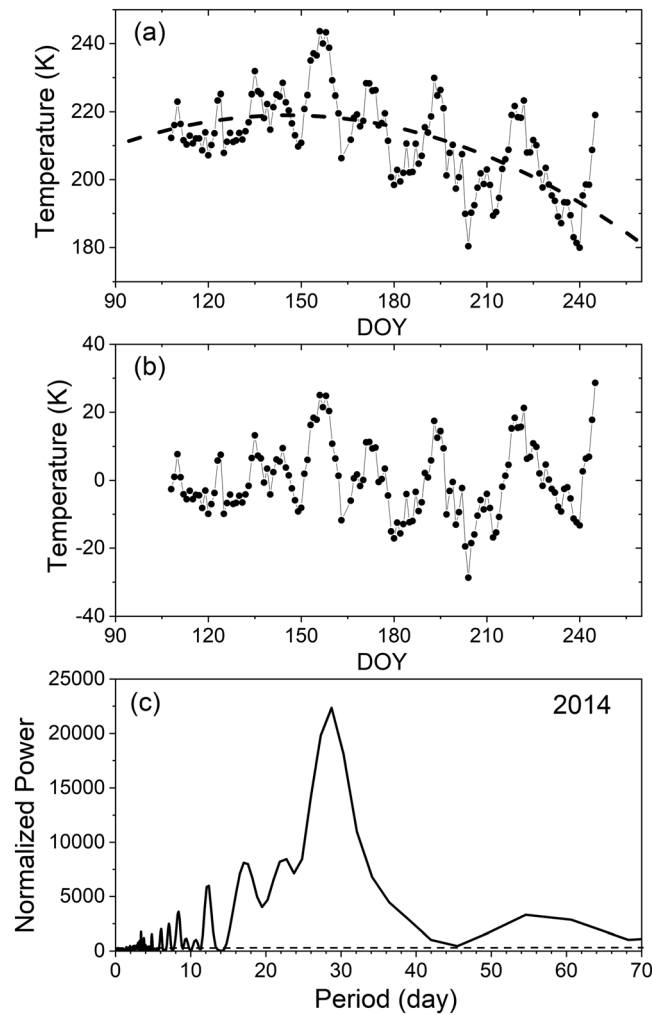 (a)
240
220
200
180
Temperature (K)
90 120 150 180 210 240
DOY
(b)
40
20
0
-20
-40
Temperature (K)
90 120 150 180 210 240
DOY
(c)
2014
25000
20000
15000
10000
5000
0
Normalized Power
0 10 20 30 40 50 60 70
Period (day)